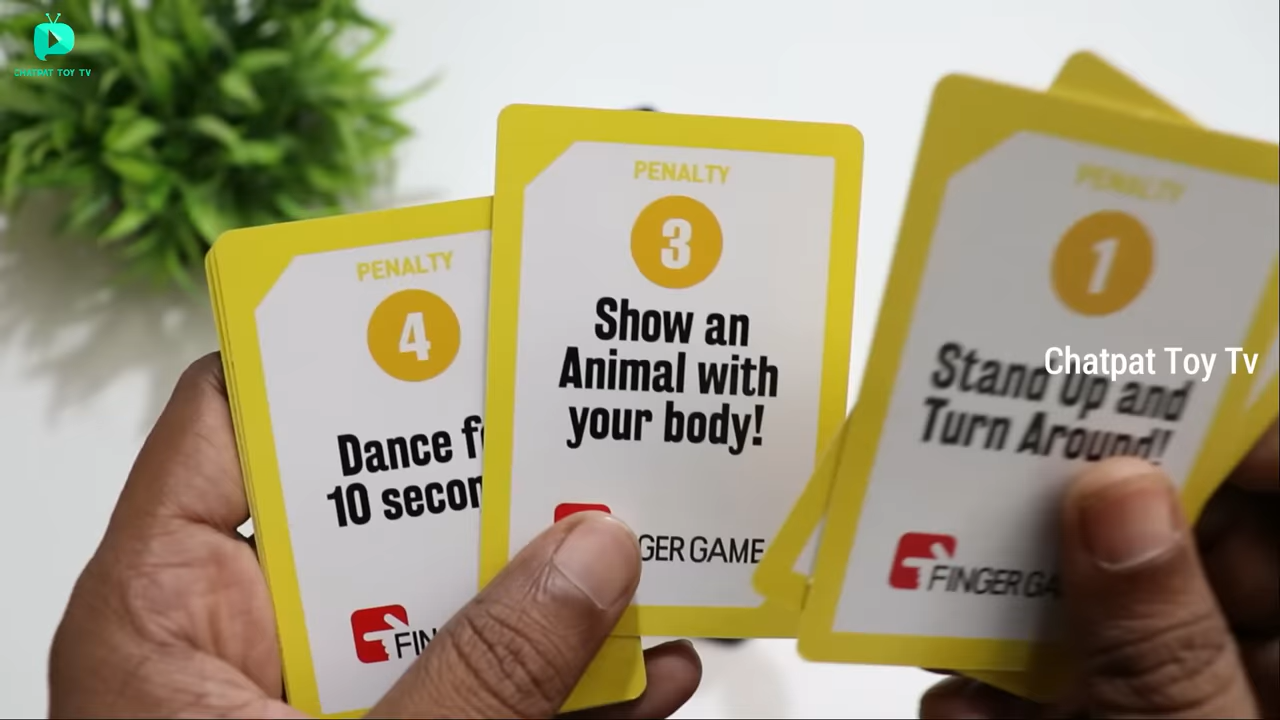 CHATPAT TOY TV
PENALTY
4
Dance f
10 secon
FIN
PENALTY
3
Show an
Animal with
your body!
GER GAME
PENALTY
1
Stand Up and
Turn Around!
FINGER GA
Chatpat Toy Tv